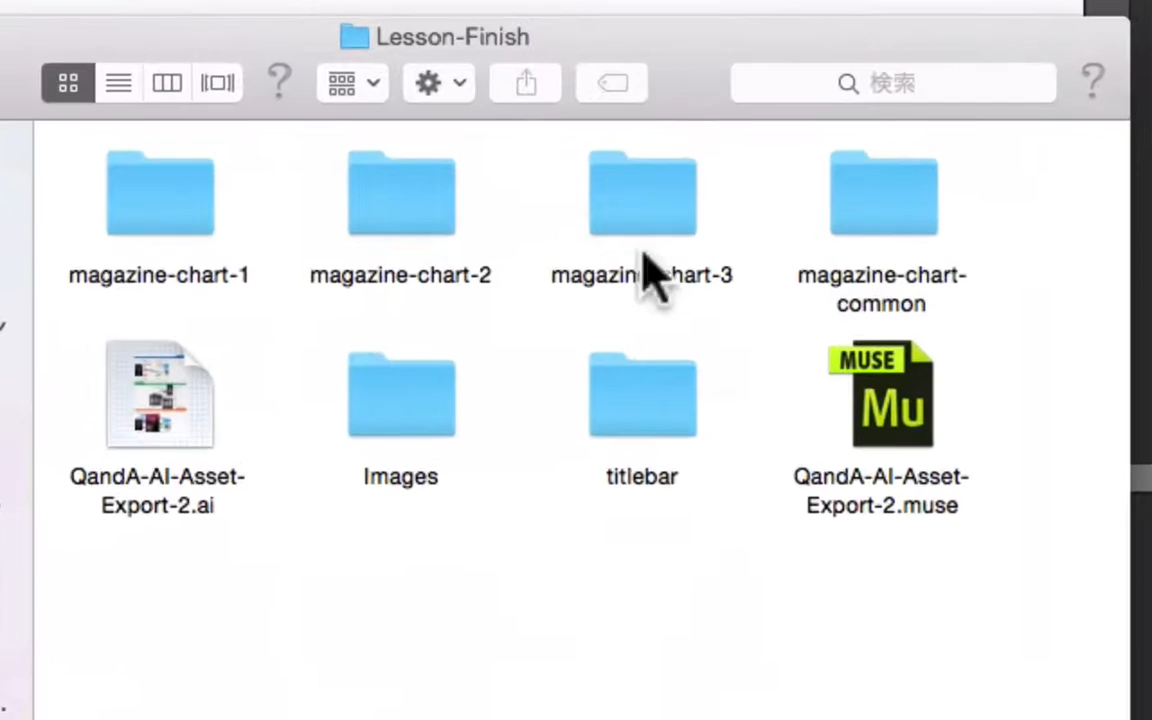 Lesson-Finish
検索
magazine-chart-1
magazine-chart-2
magazine-chart-3
magazine-chart-
common
QandA-AI-Asset-
Export-2.ai
Images
titlebar
MUSE
Mu
QandA-AI-Asset-
Export-2.muse